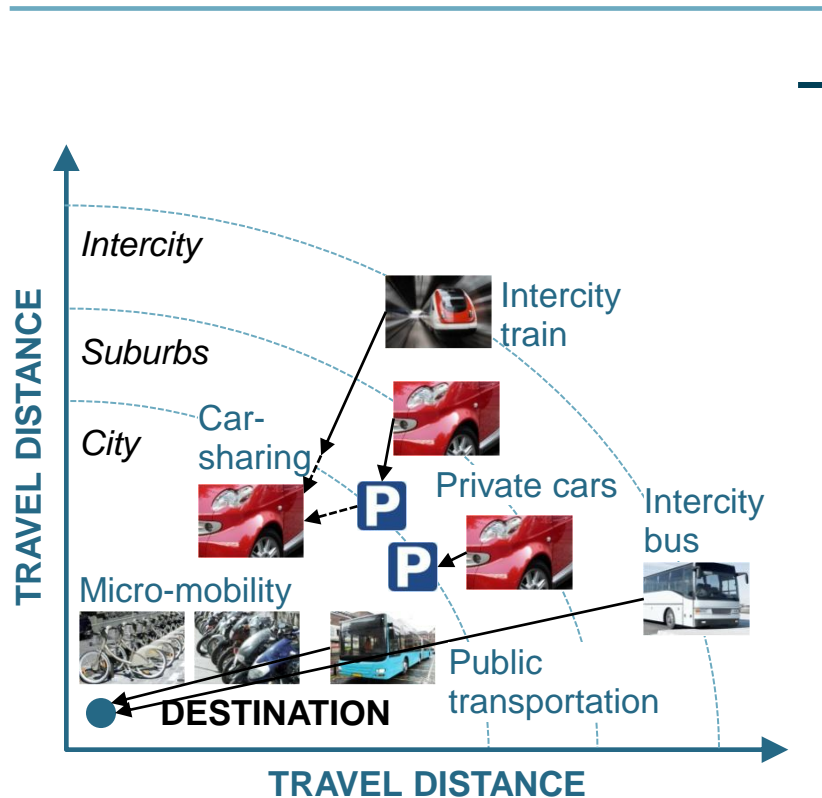 Intercity
Suburbs
City
Intercity
train
Car-
sharing
P
Private cars
P
Intercity
bus
Micro-mobility
Public
transportation
DESTINATION
TRAVEL DISTANCE
TRAVEL DISTANCE